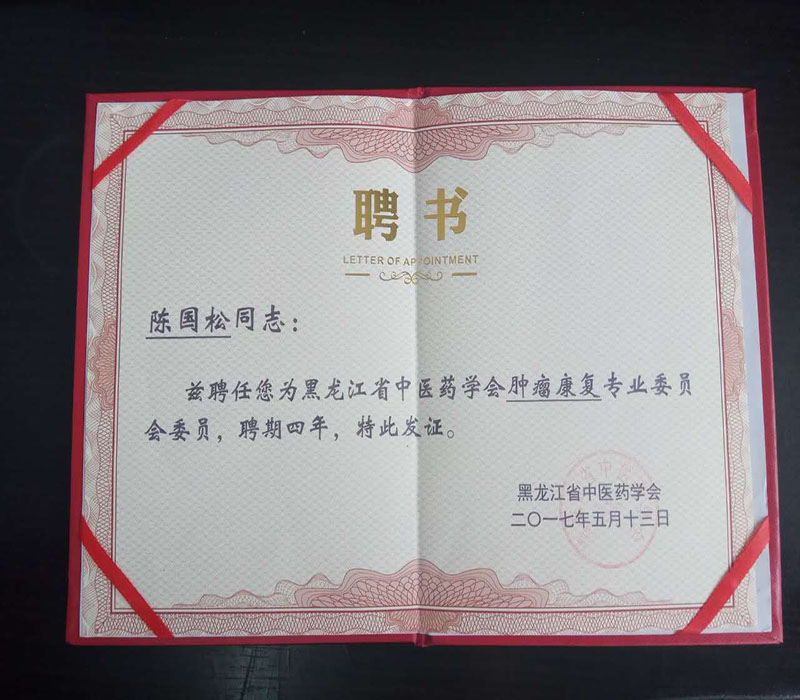 聘书
LETTER OF APPOINTMENT
陈国松同志：
兹聘任您为黑龙江省中医药学会肿瘤康复专业委员
会委员，聘期四年，特此发证。
黑龙江省中医药学会
二〇一七年五月十三日